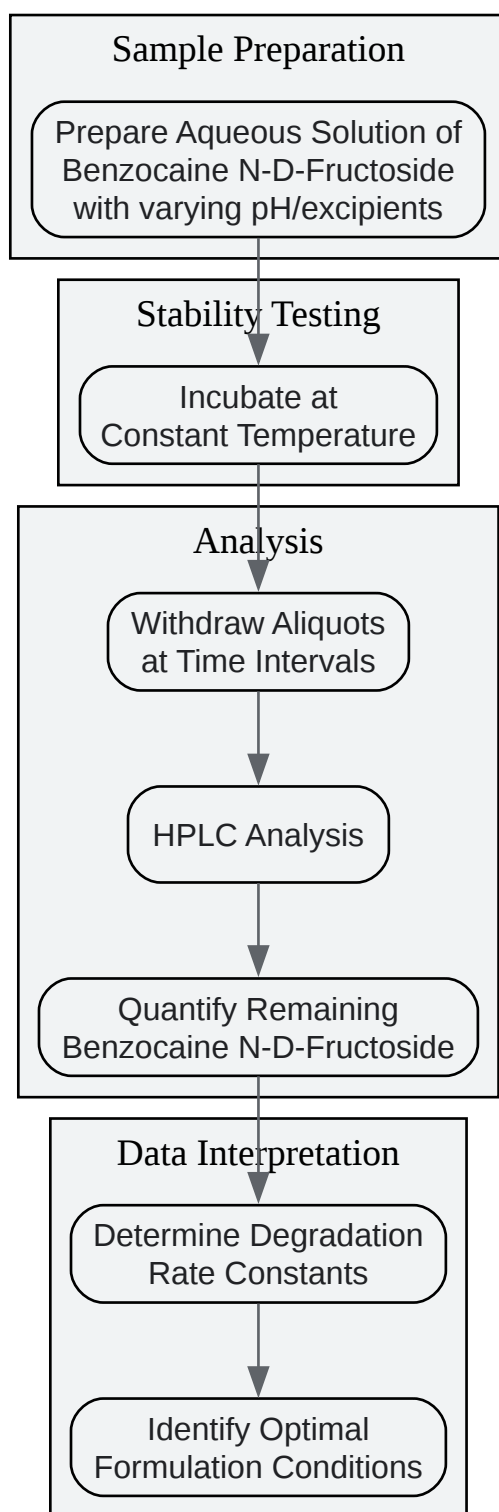 Sample Preparation
Prepare Aqueous Solution of
Benzocaine N-D-Fructoside
with varying pH/excipients
Stability Testing
Incubate at
Constant Temperature
Analysis
Withdraw Aliquots
at Time Intervals
HPLC Analysis
Quantify Remaining
Benzocaine N-D-Fructoside
Data Interpretation
Determine Degradation
Rate Constants
Identify Optimal
Formulation Conditions